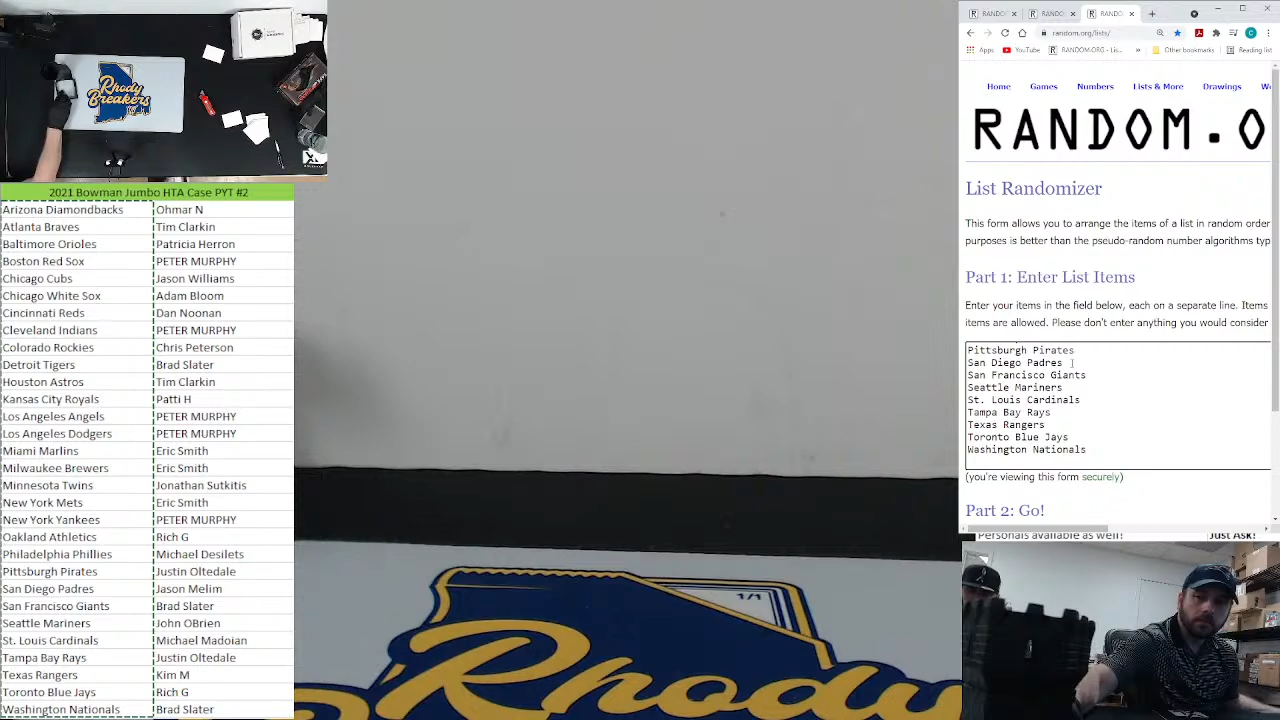 Rhody
Breakers
2021 Bowman Jumbo HTA Case PYT #2
Arizona Diamondbacks Ohmar N
Atlanta Braves Tim Clarkin
Baltimore Orioles Patricia Herron
Boston Red Sox PETER MURPHY
Chicago Cubs Jason Williams
Chicago White Sox Adam Bloom
Cincinnati Reds Dan Noonan
Cleveland Indians PETER MURPHY
Colorado Rockies Chris Peterson
Detroit Tigers Brad Slater
Houston Astros Tim Clarkin
Kansas City Royals Patti H
Los Angeles Angels PETER MURPHY
Los Angeles Dodgers PETER MURPHY
Miami Marlins Eric Smith
Milwaukee Brewers Eric Smith
Minnesota Twins Jonathan Sutkitis
New York Mets Eric Smith
New York Yankees PETER MURPHY
Oakland Athletics Rich G
Philadelphia Phillies Michael Desilets
Pittsburgh Pirates Justin Oltedale
San Diego Padres Jason Melim
San Francisco Giants Brad Slater
Seattle Mariners John OBrien
St. Louis Cardinals Michael Madoian
Tampa Bay Rays Justin Oltedale
Texas Rangers Kim M
Toronto Blue Jays Rich G
Washington Nationals Brad Slater
1/1
Rhody
RANDOM RANDOM RANDOM
random.org/lists/
Apps YouTube RANDOM.ORG - Lis... Other bookmarks Reading list
Home Games Numbers Lists & More Drawings
RANDOM.O
List Randomizer
This form allows you to arrange the items of a list in random order
purposes is better than the pseudo-random number algorithms typ
Part 1: Enter List Items
Enter your items in the field below, each on a separate line. Items
items are allowed. Please don't enter anything you would consider
Pittsburgh Pirates
San Diego Padres
San Francisco Giants
Seattle Mariners
St. Louis Cardinals
Tampa Bay Rays
Texas Rangers
Toronto Blue Jays
Washington Nationals
(you're viewing this form securely)
Part 2: Go!
Personals available as well! Just Ask!